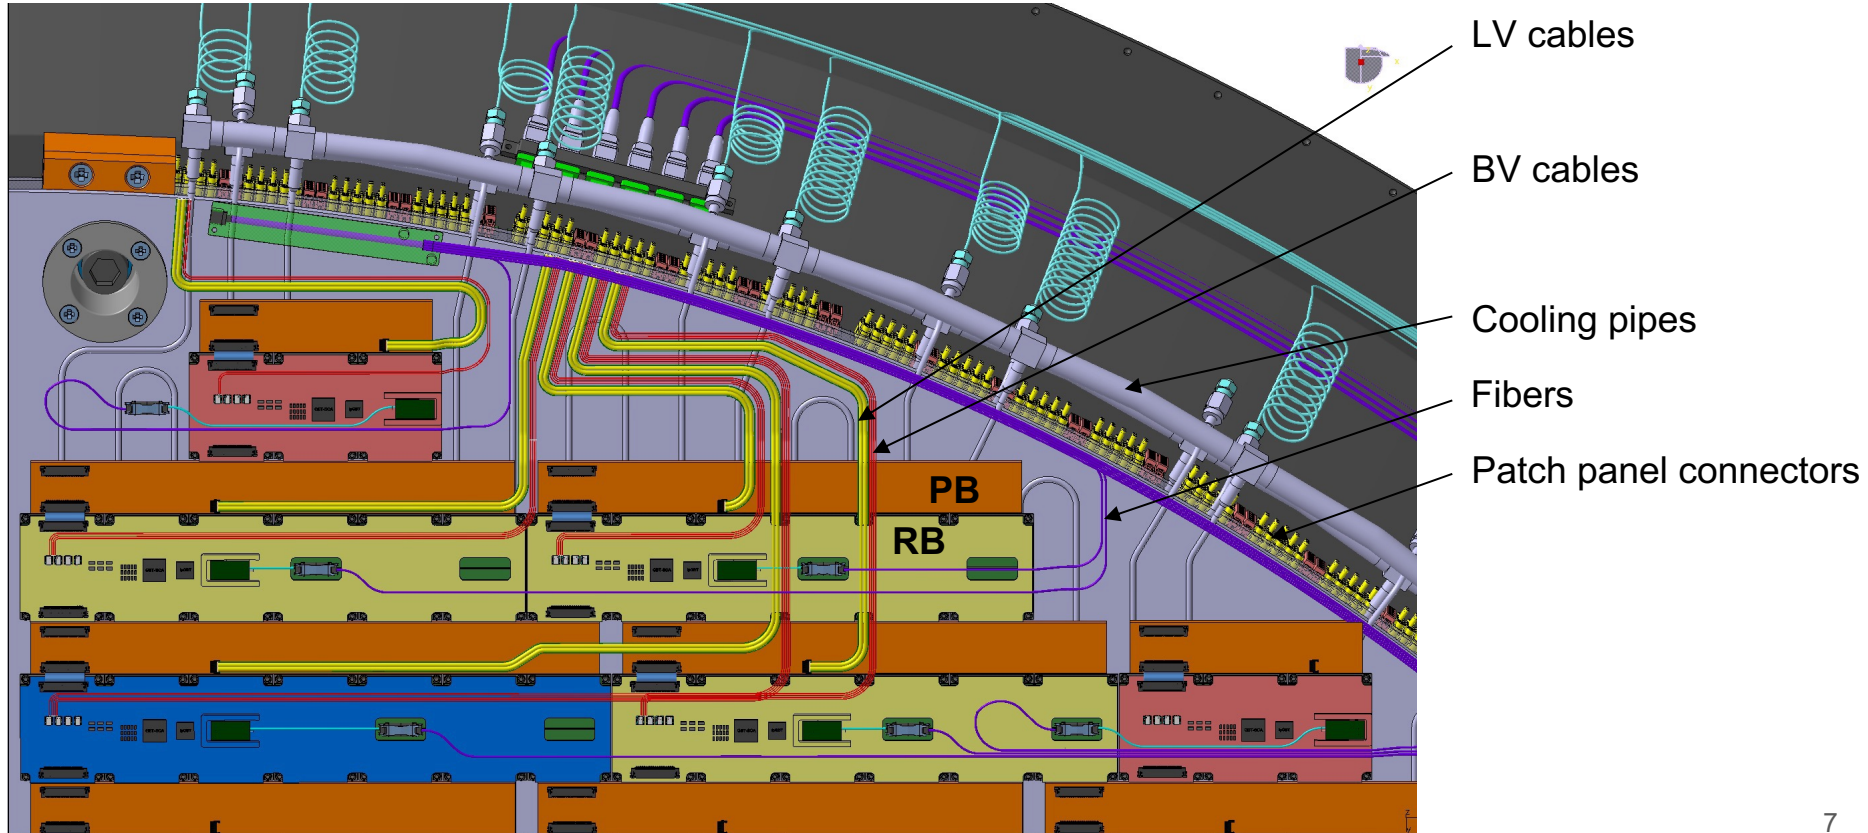 LV cables
BV cables
Cooling pipes
Fibers
Patch panel connectors
PB
RB
7